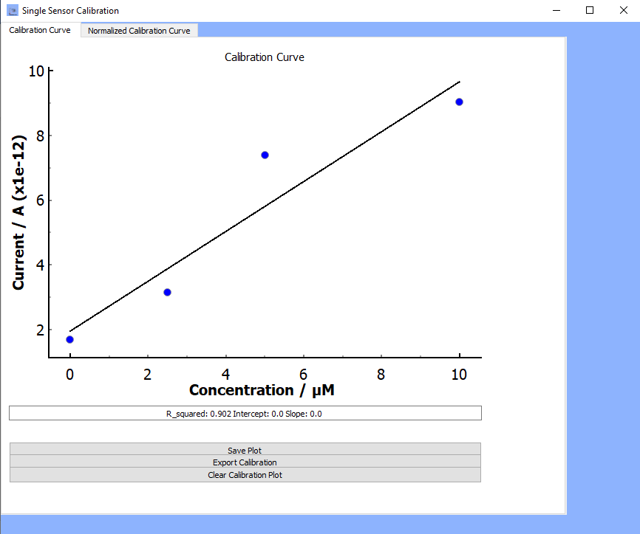 Single Sensor Calibration
Calibration Curve Normalized Calibration Curve
Calibration Curve
10
8
6
4
2
Current / A (x1e-12)
0 2 4 6 8 10
Concentration / µM
R_squared: 0.902 Intercept: 0.0 Slope: 0.0
Save Plot
Export Calibration
Clear Calibration Plot